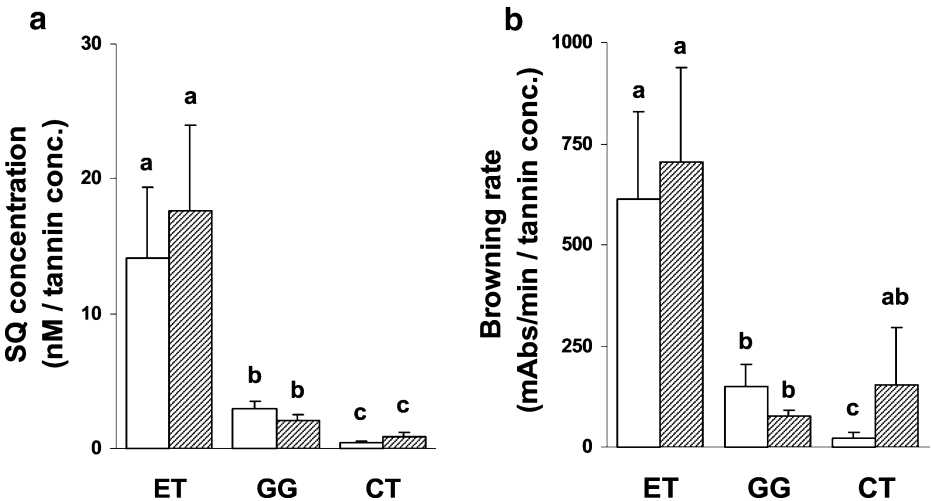 a
SQ concentration
(nM / tannin conc.)
30
20
10
0
a
a
b
b
c
c
ET GG CT
b
Browning rate
(mAbs/min / tannin conc.)
1000
750
500
250
0
a
a
b
b
c
ab
ET GG CT